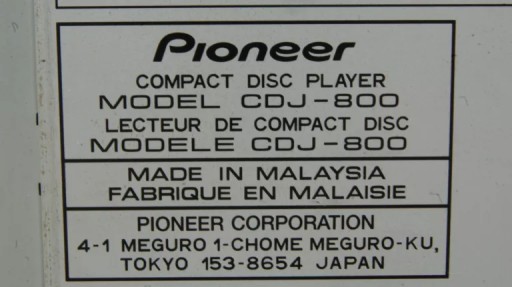 Pioneer
COMPACT DISC PLAYER
MODEL CDJ-800
LECTEUR DE COMPACT DISC
MODELE CDJ-800
MADE IN MALAYSIA
FABRIQUE EN MALAISIE
PIONEER CORPORATION
4-1 MEGURO 1-CHOME MEGURO-KU,
TOKYO 153-8654 JAPAN